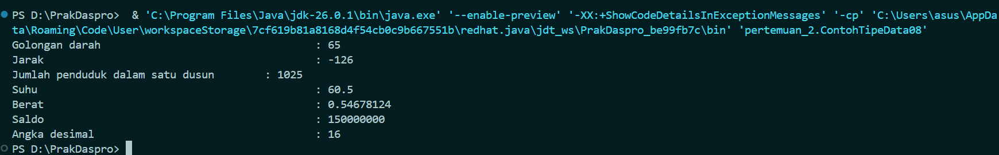 PS D:\PrakDaspro>  & 'C:\Program Files\Java\jdk-26.0.1\bin\java.exe' '--enable-preview' '-XX:+ShowCodeDetailsInExceptionMessages' '-cp' 'C:\Users\asus\AppDa
ta\Roaming\Code\User\workspaceStorage\7cf619b81a8168d4f54cb0c9b667551b\redhat.java\jdt_ws\PrakDaspro_be99fb7c\bin' 'pertemuan_2.ContohTipeData08'
Golongan darah                                  : 65
Jarak                                           : -126
Jumlah penduduk dalam satu dusun        : 1025
Suhu                                            : 60.5
Berat                                           : 0.54678124
Saldo                                           : 150000000
Angka desimal                                   : 16
PS D:\PrakDaspro>